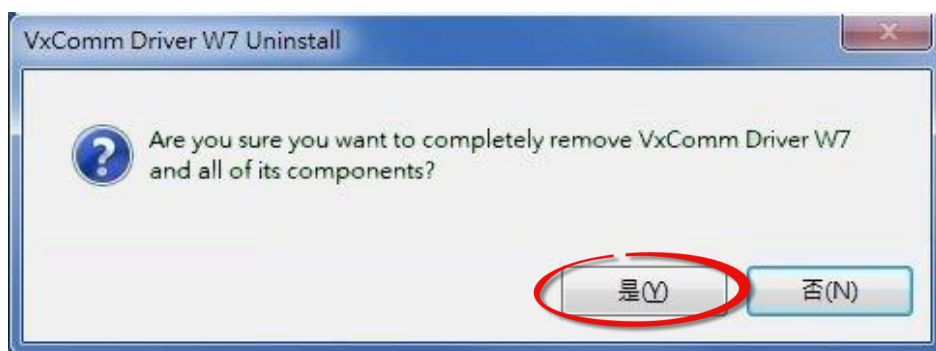 VxComm Driver W7 Uninstall
Are you sure you want to completely remove VxComm Driver W7
and all of its components?
是(Y) 否(N)